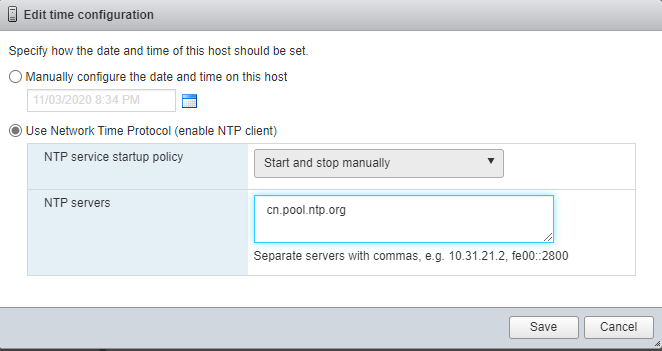 Edit time configuration
Specify how the date and time of this host should be set.
Manually configure the date and time on this host
11/03/2020 8:34 PM
Use Network Time Protocol (enable NTP client)
NTP service startup policy
Start and stop manually
NTP servers
cn.pool.ntp.org
Separate servers with commas, e.g. 10.31.21.2, fe00::2800
Save
Cancel